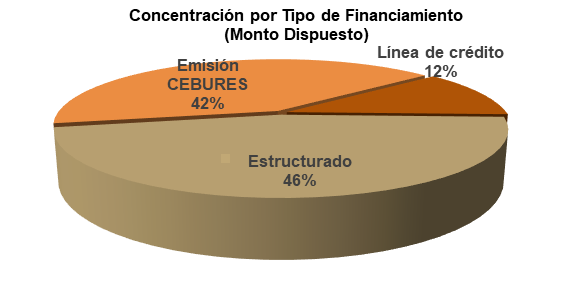 Concentración por Tipo de Financiamiento
(Monto Dispuesto)
Línea de crédito
12%
Emisión
CEBURES
42%
Estructurado
46%